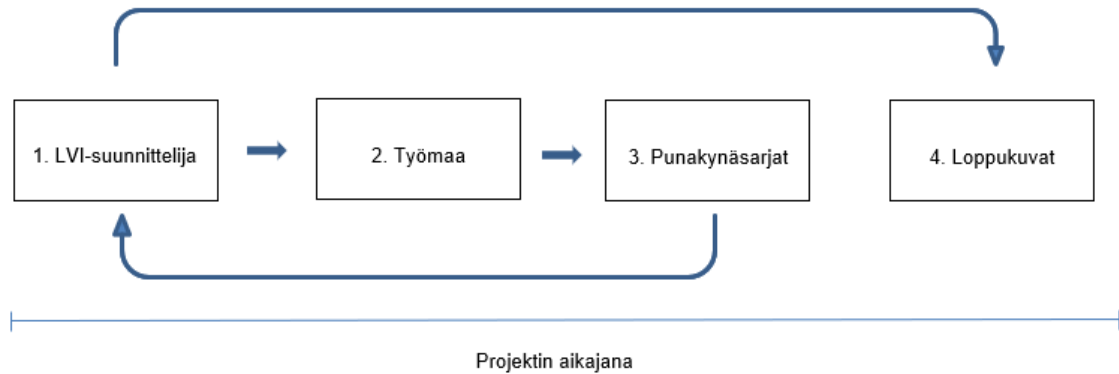 1. LVI-suunnittelija
2. Työmaa
3. Punakynäsarjat
4. Loppukuvat
Projektin aikajana